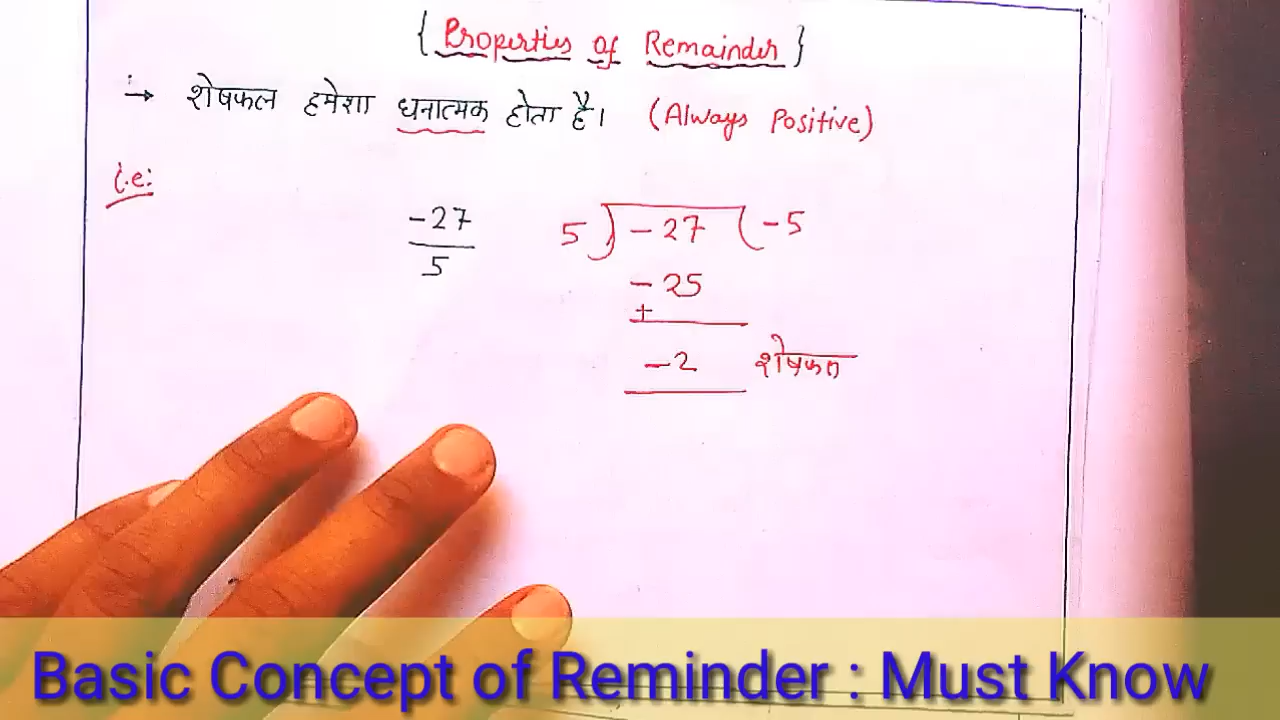 { Properties of Remainder }
→ शेषफल हमेशा धनात्मक होता है। (Always Positive)
i.e:
-27
5
5 ) -27 ( -5
-25
+
-2 शेषफल
Basic Concept of Reminder : Must Know